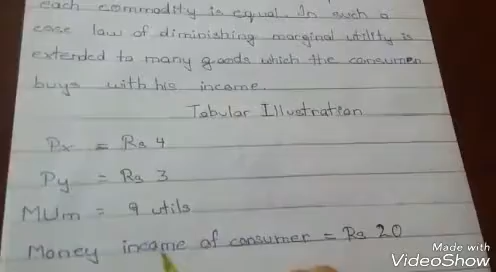 each commodity is equal. In such a
case law of diminishing marginal utility is
extended to many goods which the consumer
buys with his income.
Tabular Illustration
Px = Rs 4
Py = Rs 3
MUm = 9 utils
Money income of consumer = Rs 20
Made with
VideoShow